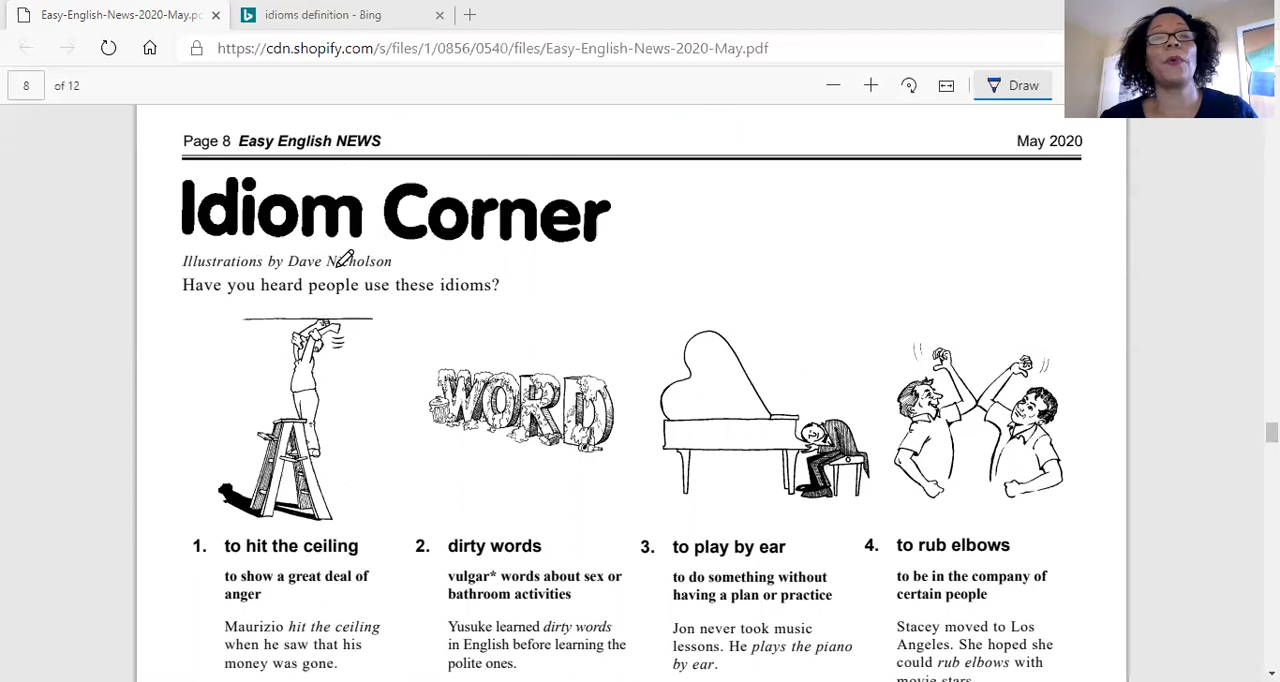 Easy-English-News-2020-May.pd
idioms definition - Bing
https://cdn.shopify.com/s/files/1/0856/0540/files/Easy-English-News-2020-May.pdf
8 of 12
Draw
Page 8 Easy English NEWS
May 2020
Idiom Corner
Illustrations by Dave Nicholson
Have you heard people use these idioms?
WORD
1. to hit the ceiling
to show a great deal of
anger
Maurizio hit the ceiling
when he saw that his
money was gone.
2. dirty words
vulgar* words about sex or
bathroom activities
Yusuke learned dirty words
in English before learning the
polite ones.
3. to play by ear
to do something without
having a plan or practice
Jon never took music
lessons. He plays the piano
by ear.
4. to rub elbows
to be in the company of
certain people
Stacey moved to Los
Angeles. She hoped she
could rub elbows with
movie stars.